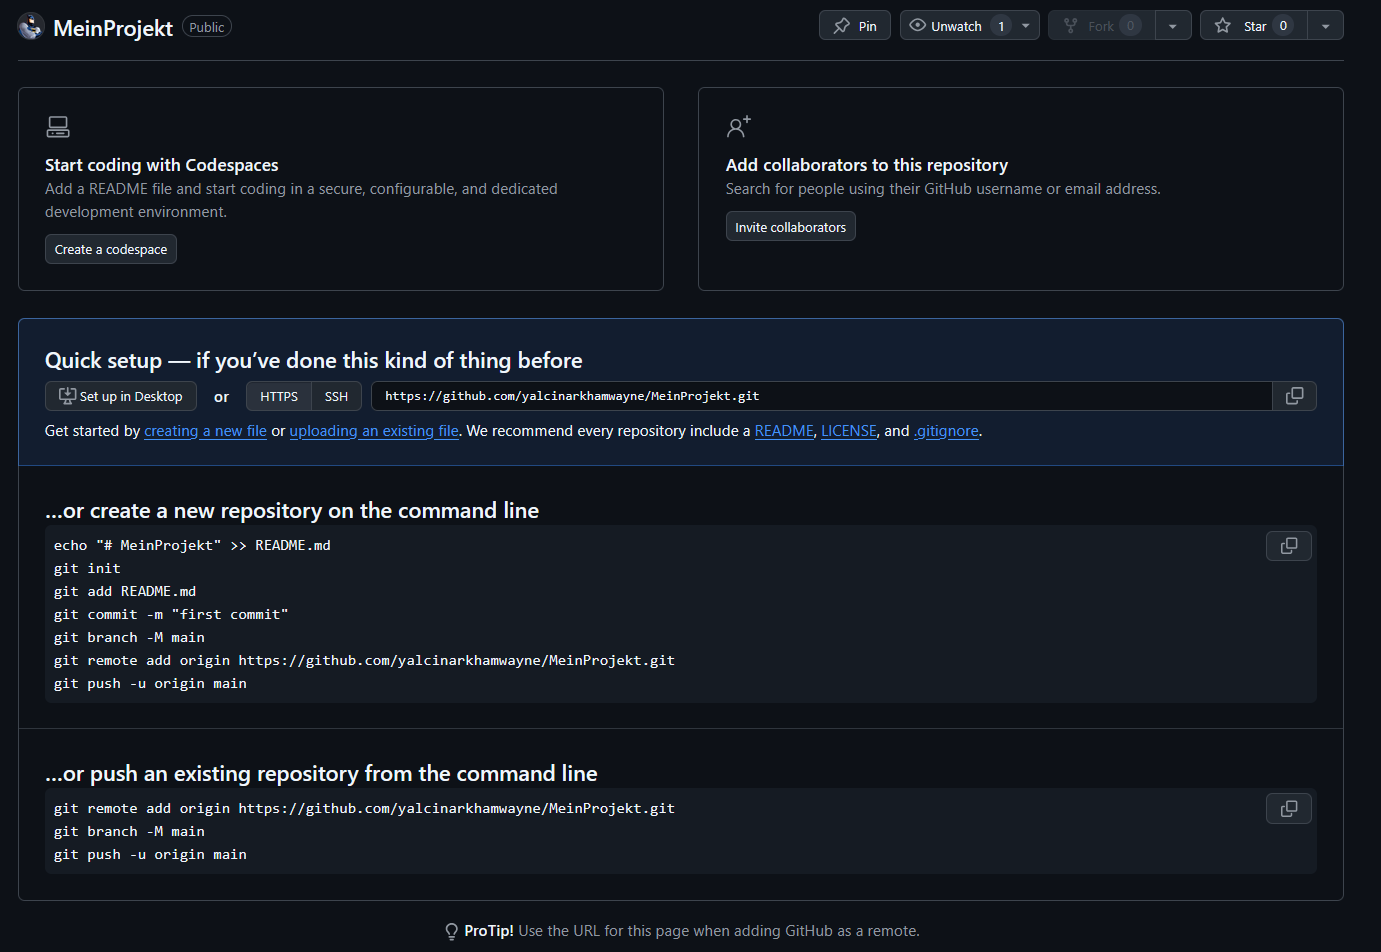 MeinProjekt Public Pin Unwatch 1 Fork 0 Star 0
Start coding with Codespaces
Add a README file and start coding in a secure, configurable, and dedicated
development environment.
Create a codespace
Add collaborators to this repository
Search for people using their GitHub username or email address.
Invite collaborators
Quick setup — if you've done this kind of thing before
Set up in Desktop or HTTPS SSH https://github.com/yalcinarkhamwayne/MeinProjekt.git
Get started by creating a new file or uploading an existing file. We recommend every repository include a README, LICENSE, and .gitignore.
…or create a new repository on the command line
echo "# MeinProjekt" >> README.md
git init
git add README.md
git commit -m "first commit"
git branch -M main
git remote add origin https://github.com/yalcinarkhamwayne/MeinProjekt.git
git push -u origin main
…or push an existing repository from the command line
git remote add origin https://github.com/yalcinarkhamwayne/MeinProjekt.git
git branch -M main
git push -u origin main
ProTip! Use the URL for this page when adding GitHub as a remote.